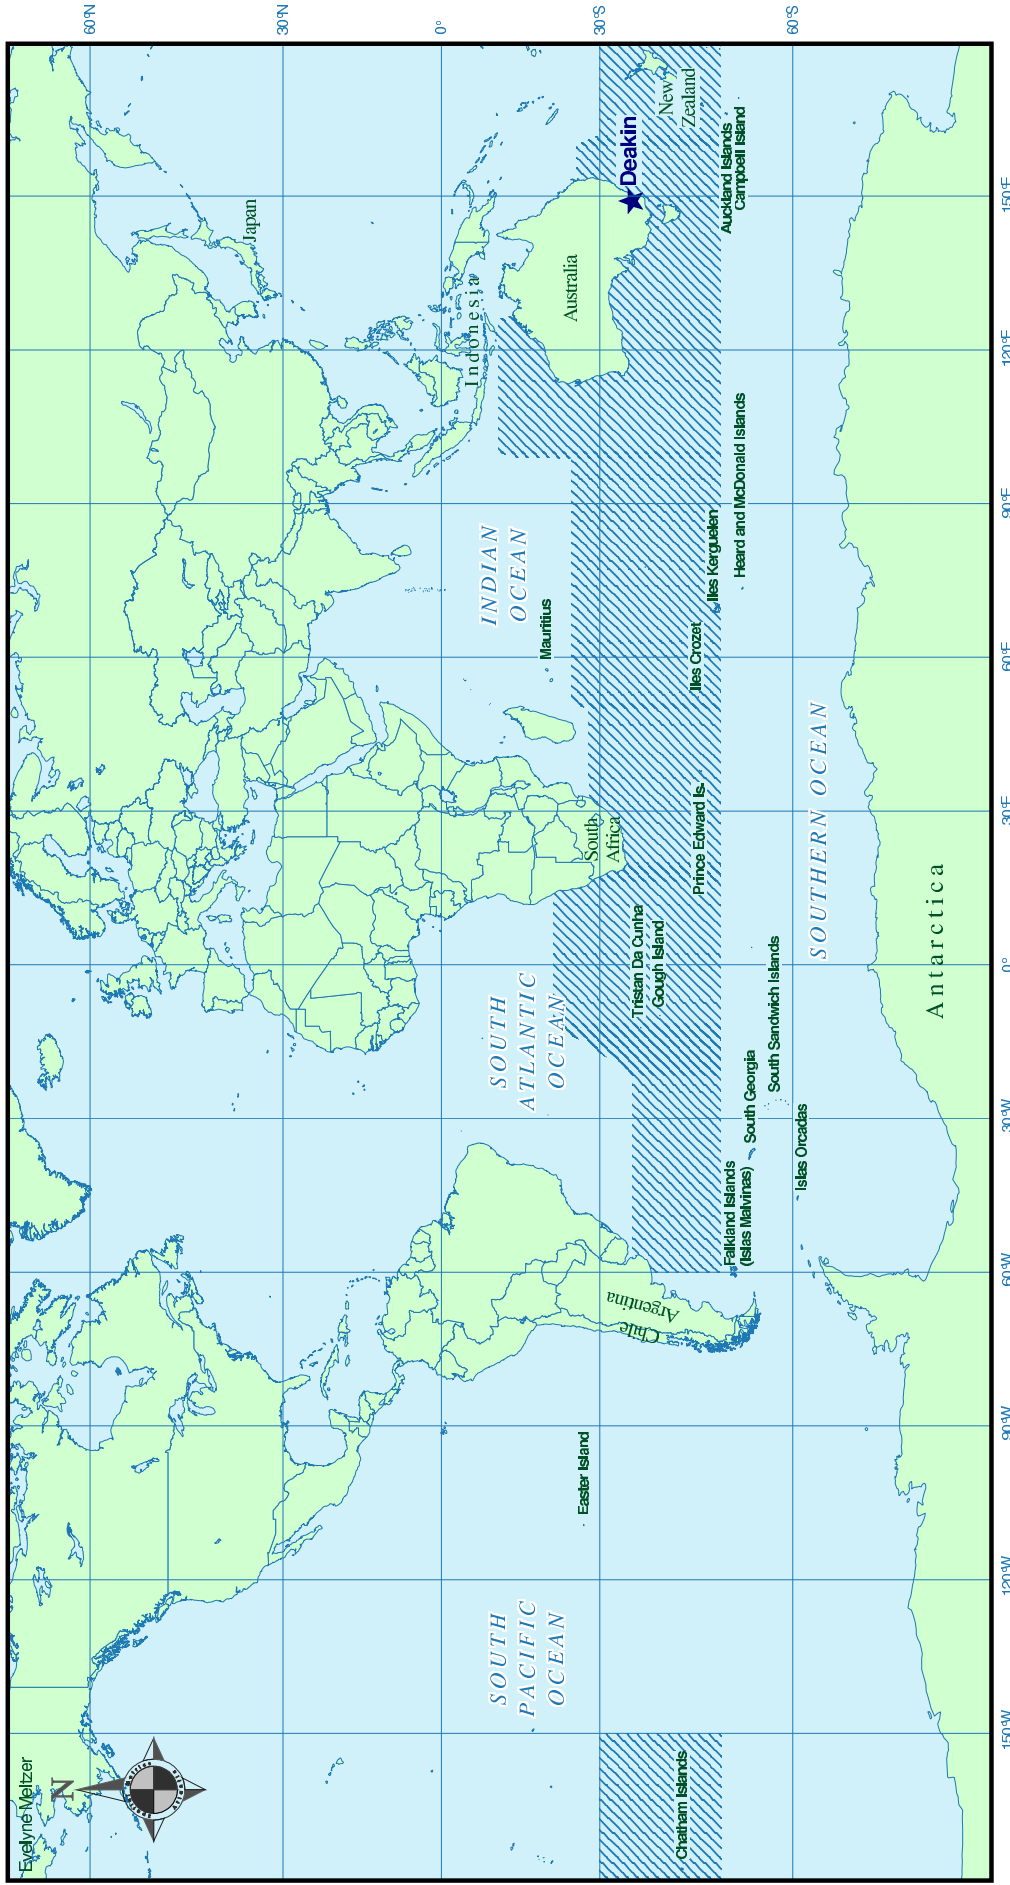 Evelyne Meltzer
N
60°N
30°N
0°
30°S
60°S
Japan
Indonesia
INDIAN
OCEAN
SOUTH
ATLANTIC
OCEAN
SOUTH
PACIFIC
OCEAN
Mauritius
Australia
Easter Island
South
Africa
Argentina
Chile
Deakin
New
Zealand
Tristan Da Cunha
Gough Island
Chatham Islands
Prince Edward Is.
Illes Crozet
Illes Kerguelen
Heard and McDonald Islands
Auckland Islands
Campbell Island
Falkland Islands
(Islas Malvinas)
South Georgia
South Sandwich Islands
Islas Orcadas
SOUTHERN OCEAN
Antarctica
150°W
120°W
90°W
60°W
30°W
0°
30°E
60°E
90°E
120°E
150°E